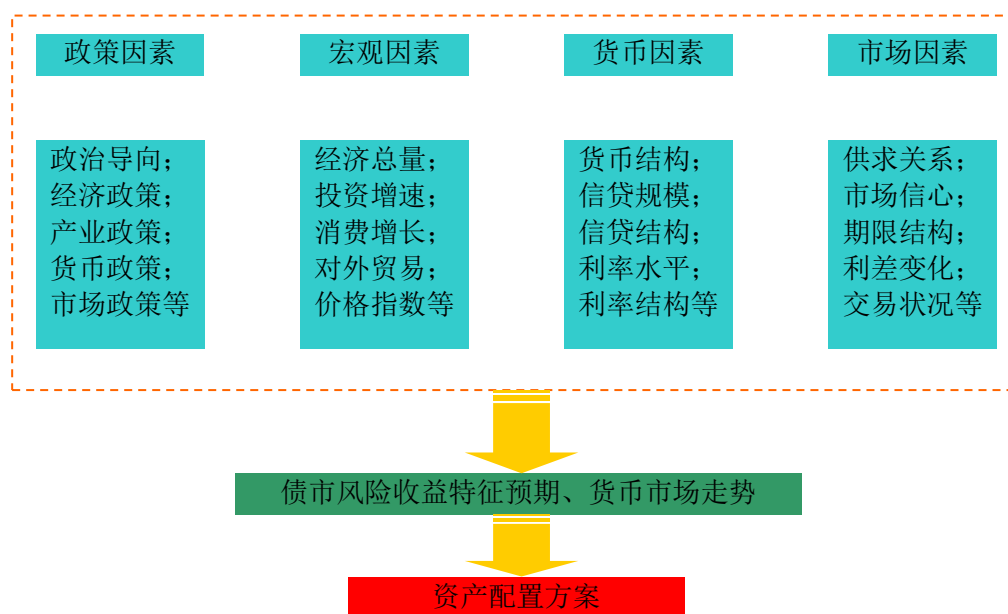 政策因素
宏观因素
货币因素
市场因素
政治导向；
经济政策；
产业政策；
货币政策；
市场政策等
经济总量；
投资增速；
消费增长；
对外贸易；
价格指数等
货币结构；
信贷规模；
信贷结构；
利率水平；
利率结构等
供求关系；
市场信心；
期限结构；
利差变化；
交易状况等
债市风险收益特征预期、货币市场走势
资产配置方案